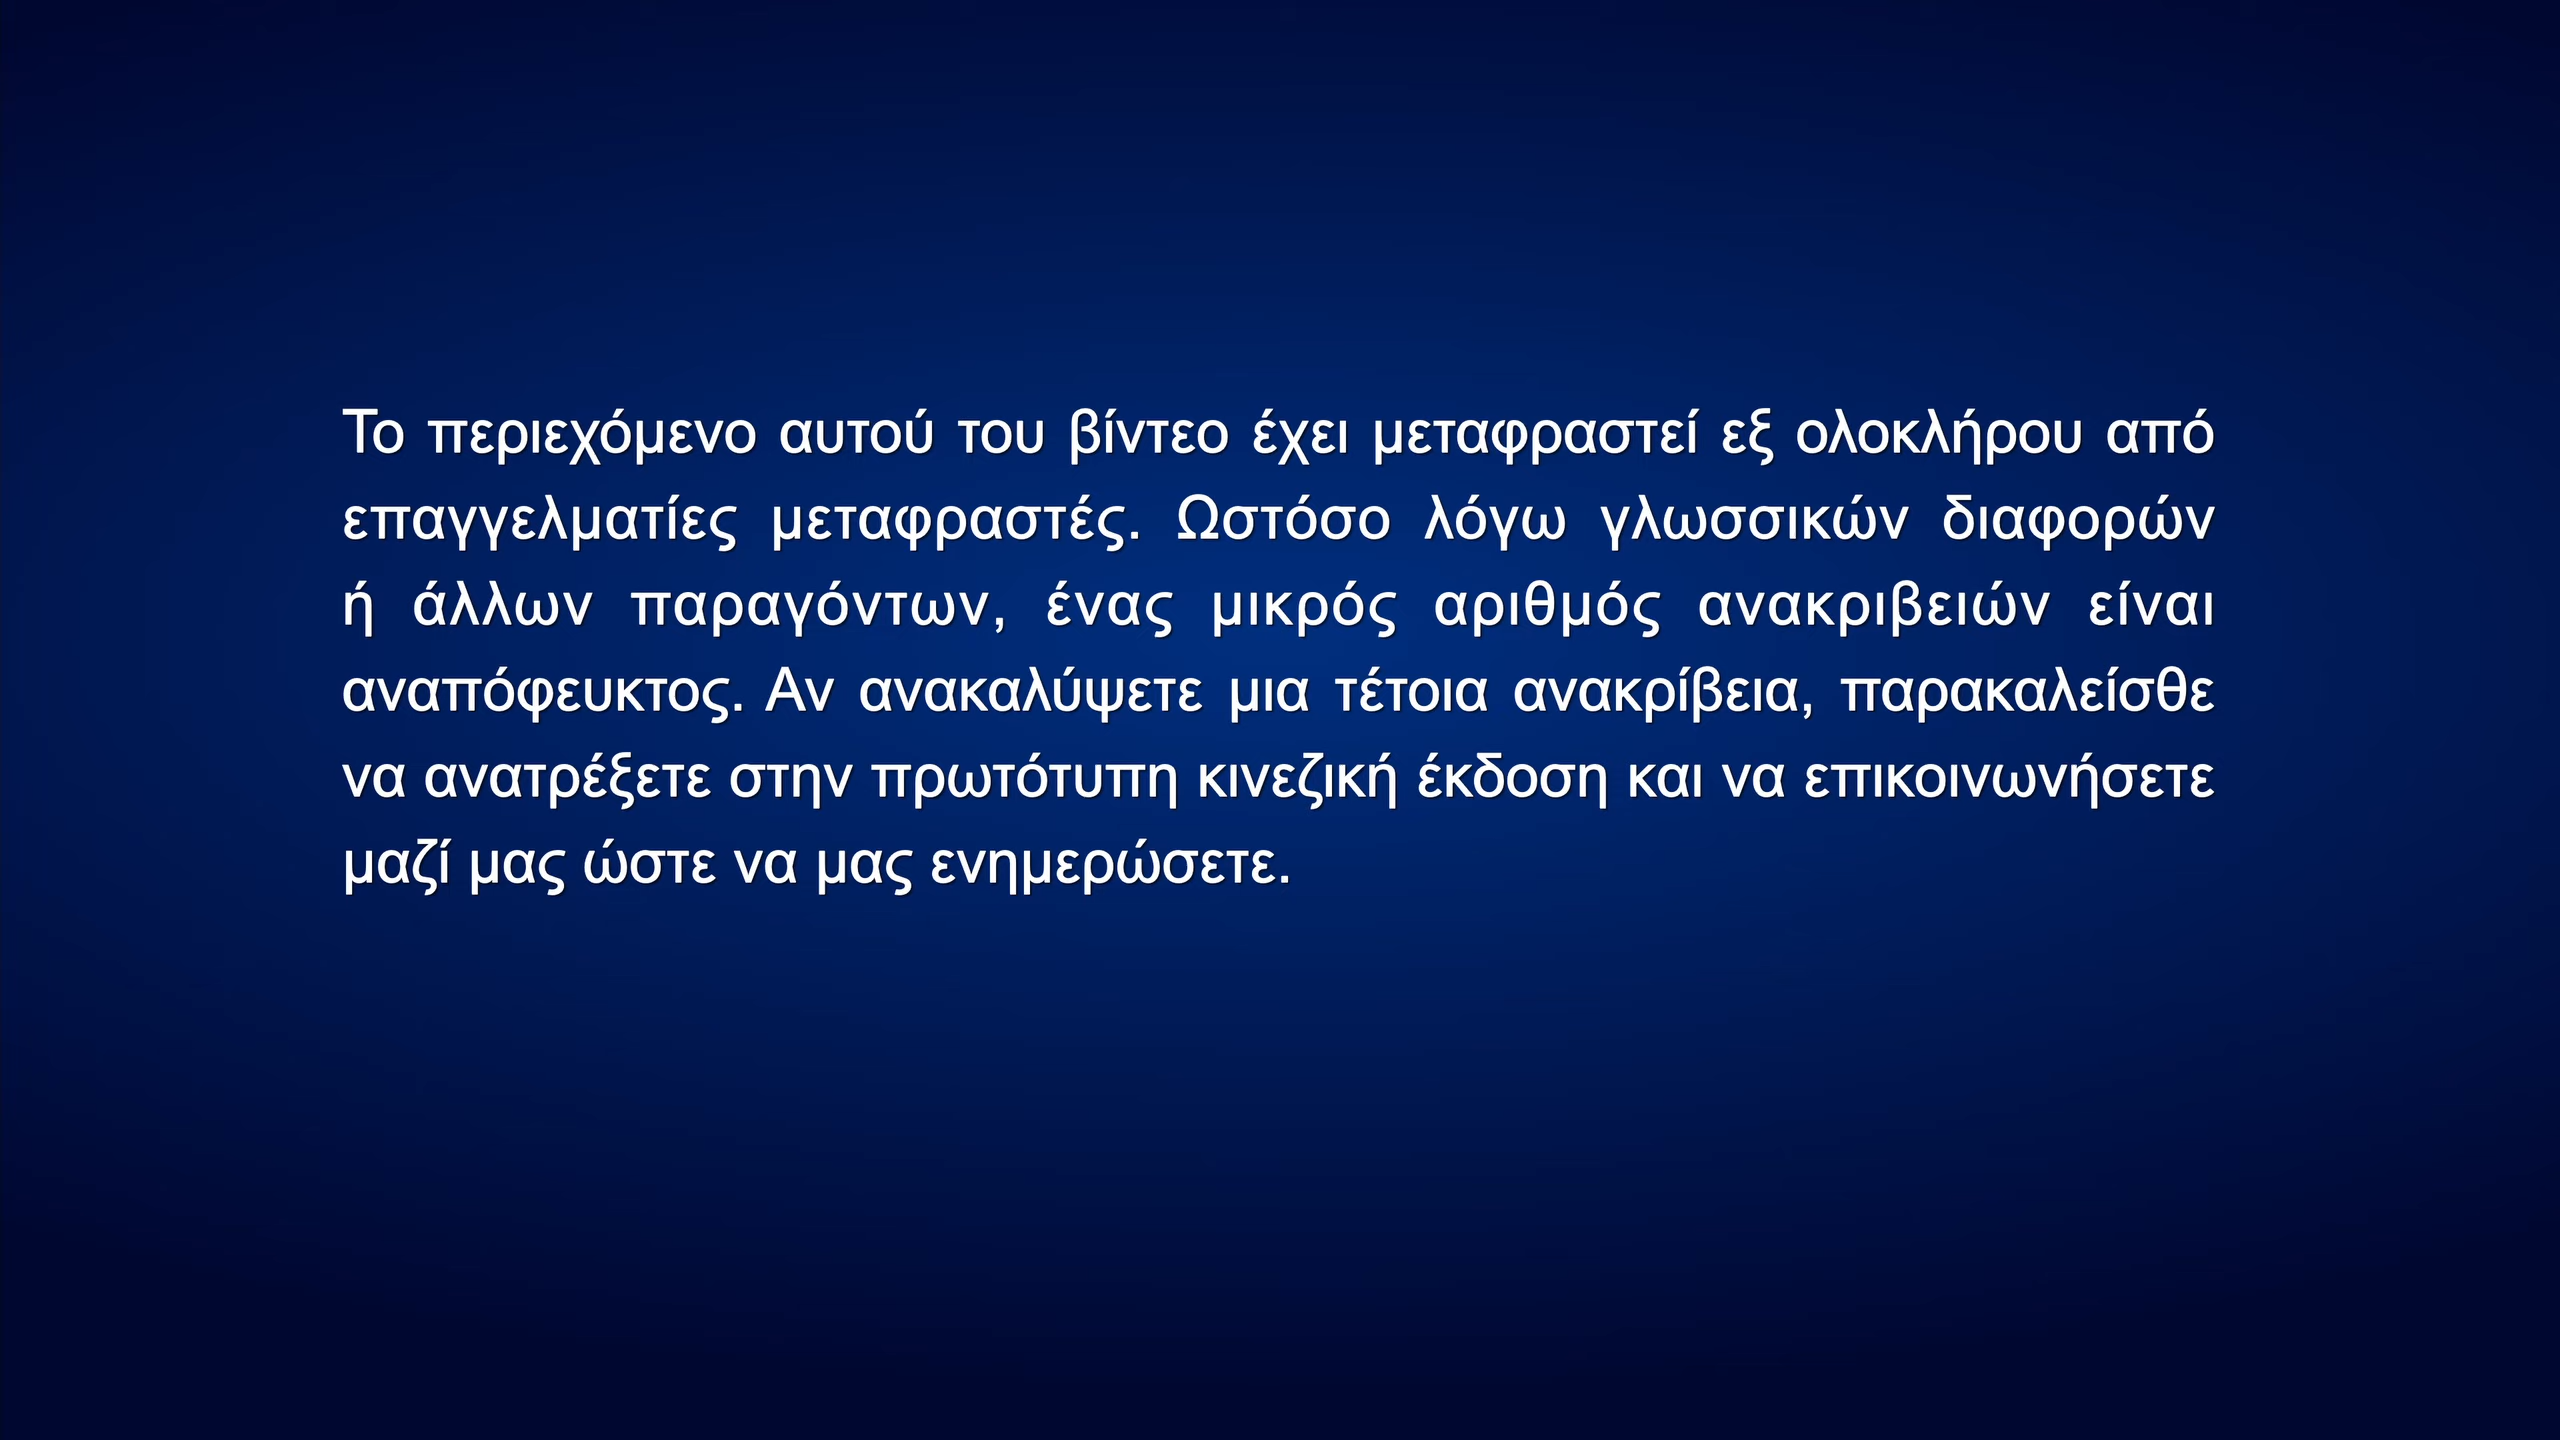 Το περιεχόμενο αυτού του βίντεο έχει μεταφραστεί εξ ολοκλήρου από
επαγγελματίες μεταφραστές. Ωστόσο λόγω γλωσσικών διαφορών
ή άλλων παραγόντων, ένας μικρός αριθμός ανακριβειών είναι
αναπόφευκτος. Αν ανακαλύψετε μια τέτοια ανακρίβεια, παρακαλείσθε
να ανατρέξετε στην πρωτότυπη κινεζική έκδοση και να επικοινωνήσετε
μαζί μας ώστε να μας ενημερώσετε.